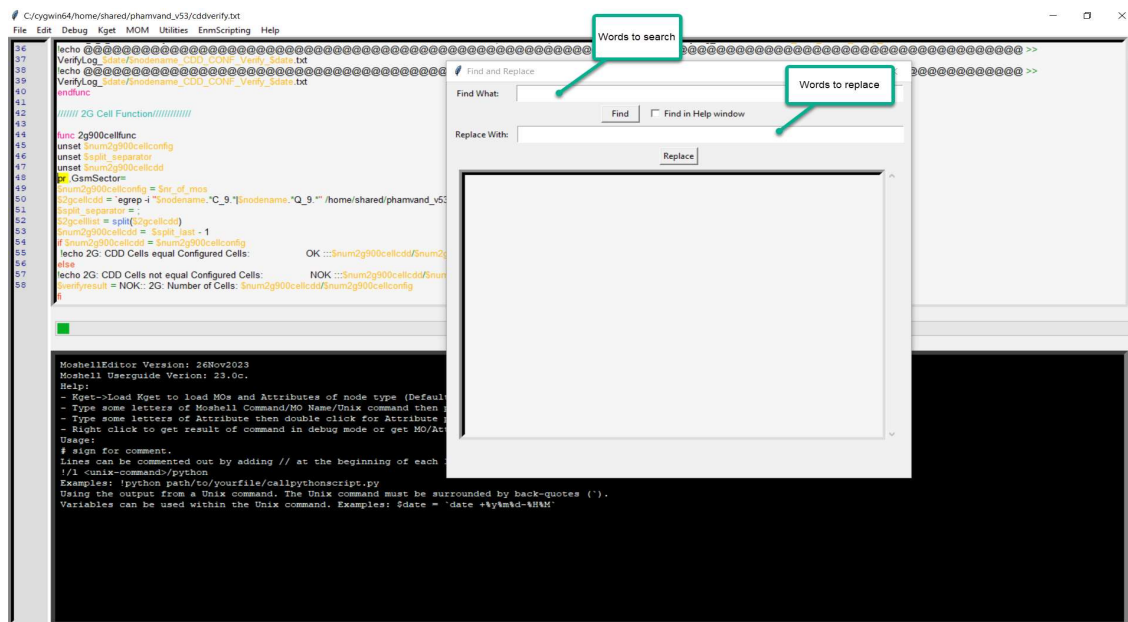 C:/cygwin64/home/shared/phamvand_v53/cddverify.txt
File Edit Debug Kget MOM Utilities EnmScripting Help
36 !echo @@@@@@@@@@@@@@@@@@@@@@@@@@@@@@@@@@@@@@@@@@@@@@@@@@@@@@@@@@@@@@@@@@@@@@@@@@@@@@@@@@@@@@@@ >>
37 VerifyLog_$date/$nodename_CDD_CONF_Verify_$date.txt
38 !echo @@@@@@@@@@@@@@@@@@@@@@@@@@@@@@@@@@@@@@@ @@@@@@@@@@@@ >>
39 VerifyLog_$date/$nodename_CDD_CONF_Verify_$date.txt
40 endfunc
41
42 /////// 2G Cell Function/////////////
43
44 func 2g900cellfunc
45 unset $num2g900cellconfig
46 unset $split_separator
47 unset $num2g900cellcdd
48 pr ,GsmSector=
49 $num2g900cellconfig = $nr_of_mos
50 $2gcellcdd = `egrep -i "$nodename.*C_9.*|$nodename.*Q_9.*" /home/shared/phamvand_v53
51 $split_separator = ;
52 $2gcelllist = split($2gcellcdd)
53 $num2g900cellcdd = $split_last - 1
54 if $num2g900cellcdd = $num2g900cellconfig
55 !echo 2G: CDD Cells equal Configured Cells: OK :::$num2g900cellcdd/$num2g
56 else
57 !echo 2G: CDD Cells not equal Configured Cells: NOK :::$num2g900cellcdd/$num
58 $verifyresult = NOK:: 2G: Number of Cells: $num2g900cellcdd/$num2g900cellconfig
fi
Words to search
Find and Replace
Words to replace
Find What:
Find Find in Help window
Replace With:
Replace
MoshellEditor Version: 26Nov2023
Moshell Userguide Verion: 23.0c.
Help:
- Kget->Load Kget to load MOs and Attributes of node type (Default
- Type some letters of Moshell Command/MO Name/Unix command then
- Type some letters of Attribute then double click for Attribute
- Right click to get result of command in debug mode or get MO/At
Usage:
# sign for comment.
Lines can be commented out by adding // at the beginning of each
!/l <unix-command>/python
Examples: !python path/to/yourfile/callpythonscript.py
Using the output from a Unix command. The Unix command must be surrounded by back-quotes (`).
Variables can be used within the Unix command. Examples: $date = `date +%y%m%d-%H%M`